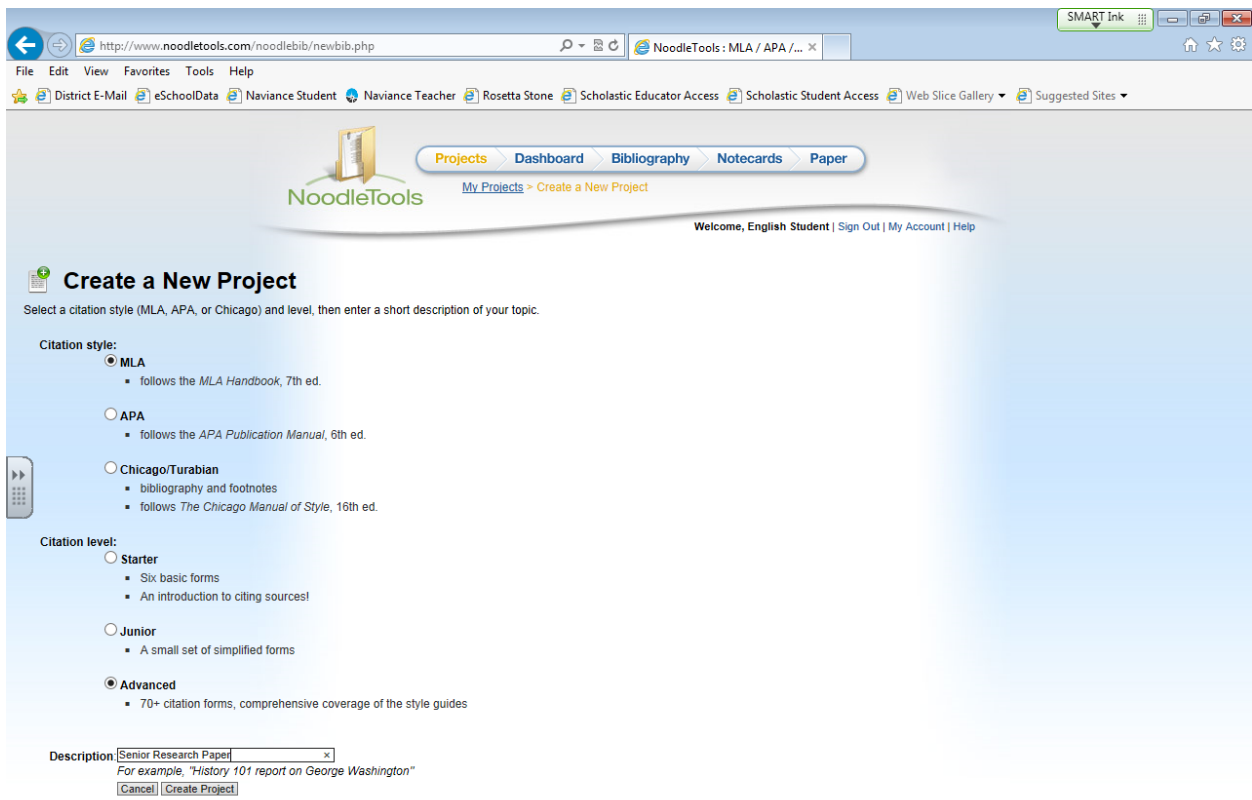 SMART Ink
http://www.noodletools.com/noodlebib/newbib.php
NoodleTools : MLA / APA /...
File Edit View Favorites Tools Help
District E-Mail eSchoolData Naviance Student Naviance Teacher Rosetta Stone Scholastic Educator Access Scholastic Student Access Web Slice Gallery Suggested Sites
NoodleTools
Projects Dashboard Bibliography Notecards Paper
My Projects > Create a New Project
Welcome, English Student | Sign Out | My Account | Help
Create a New Project
Select a citation style (MLA, APA, or Chicago) and level, then enter a short description of your topic.
Citation style:
MLA
▪ follows the MLA Handbook, 7th ed.
APA
▪ follows the APA Publication Manual, 6th ed.
Chicago/Turabian
▪ bibliography and footnotes
▪ follows The Chicago Manual of Style, 16th ed.
Citation level:
Starter
▪ Six basic forms
▪ An introduction to citing sources!
Junior
▪ A small set of simplified forms
Advanced
▪ 70+ citation forms, comprehensive coverage of the style guides
Description: Senior Research Paper
For example, "History 101 report on George Washington"
Cancel Create Project